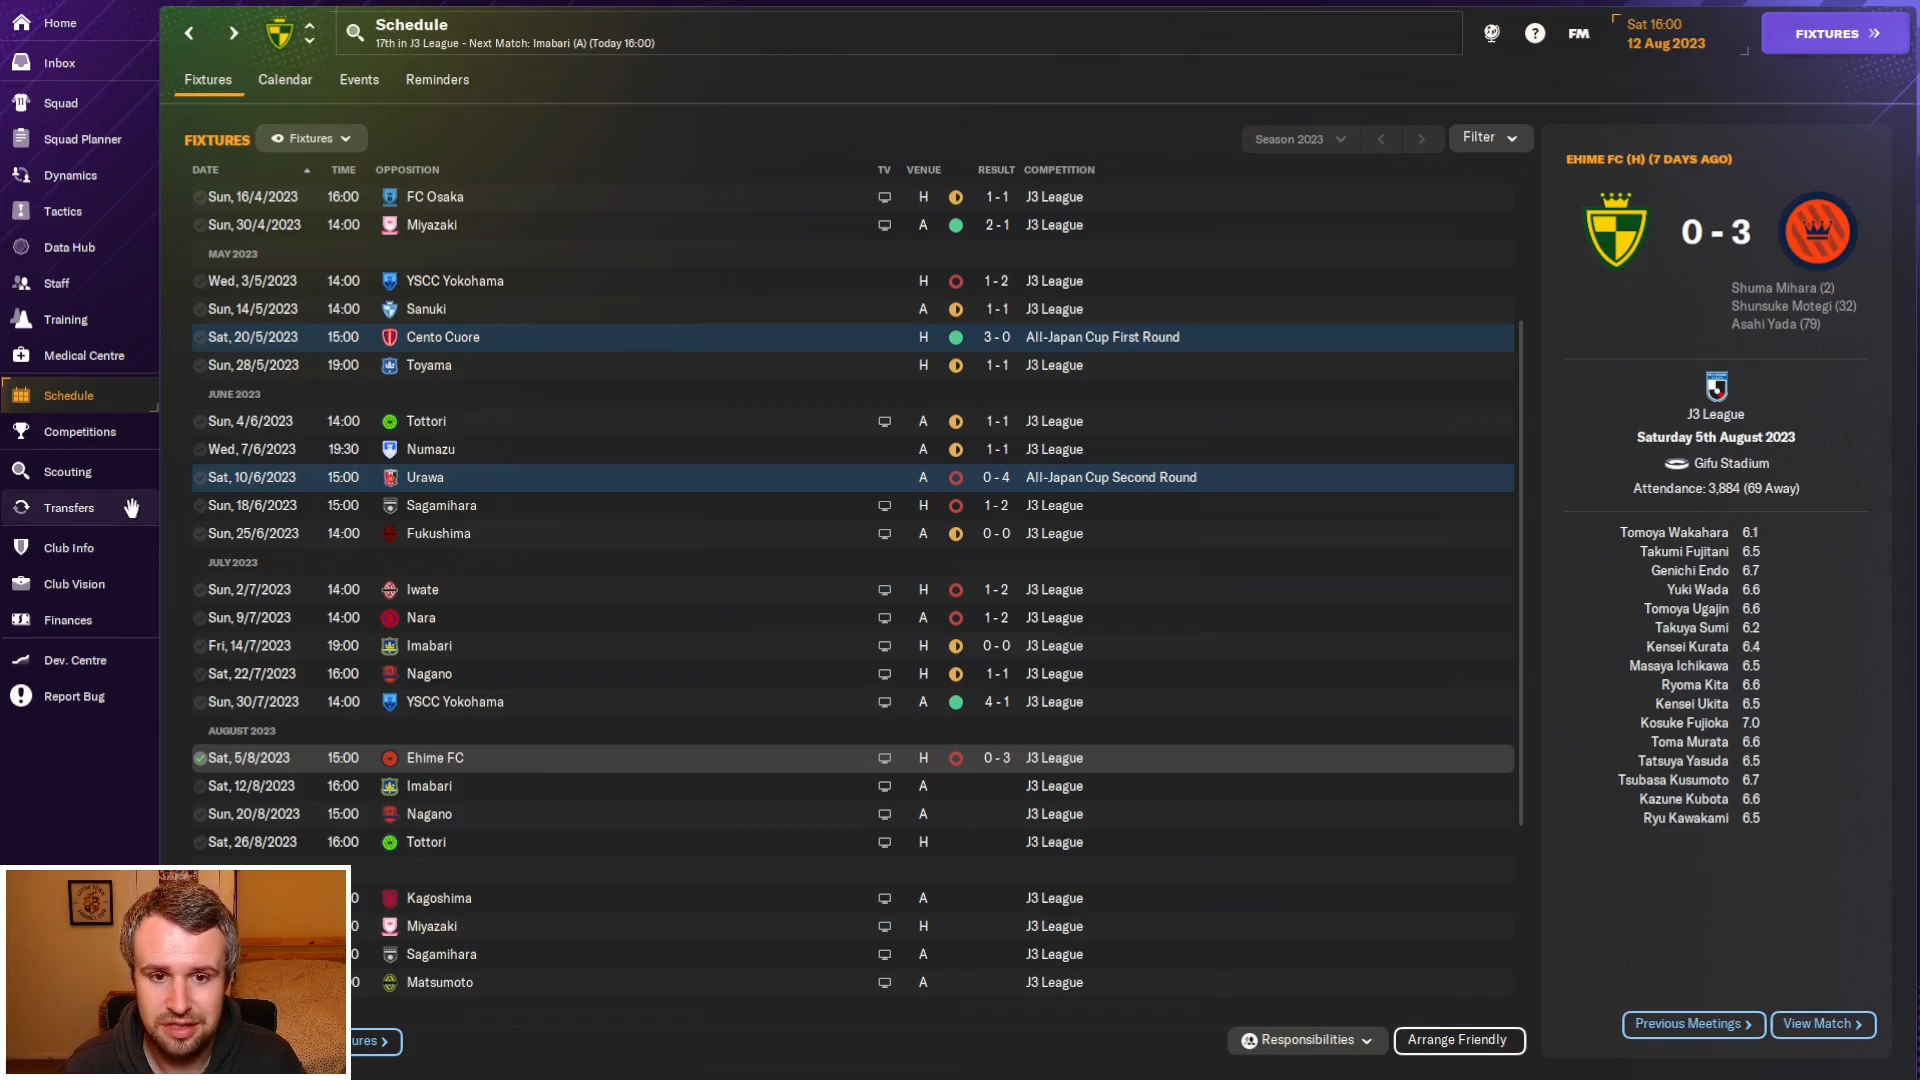 Home
Inbox
Squad
Squad Planner
Dynamics
Tactics
Data Hub
Staff
Training
Medical Centre
Schedule
Competitions
Scouting
Transfers
Club Info
Club Vision
Finances
Dev. Centre
Report Bug
Schedule
17th in J3 League - Next Match: Imabari (A) (Today 16:00)
FM
Sat 16:00
12 Aug 2023
FIXTURES
Fixtures Calendar Events Reminders
FIXTURES Fixtures
Season 2023 Filter
DATE TIME OPPOSITION TV VENUE RESULT COMPETITION
Sun, 16/4/2023 16:00 FC Osaka H 1 - 1 J3 League
Sun, 30/4/2023 14:00 Miyazaki A 2 - 1 J3 League
MAY 2023
Wed, 3/5/2023 14:00 YSCC Yokohama H 1 - 2 J3 League
Sun, 14/5/2023 14:00 Sanuki A 1 - 1 J3 League
Sat, 20/5/2023 15:00 Cento Cuore H 3 - 0 All-Japan Cup First Round
Sun, 28/5/2023 19:00 Toyama H 1 - 1 J3 League
JUNE 2023
Sun, 4/6/2023 14:00 Tottori A 1 - 1 J3 League
Wed, 7/6/2023 19:30 Numazu A 1 - 1 J3 League
Sat, 10/6/2023 15:00 Urawa A 0 - 4 All-Japan Cup Second Round
Sun, 18/6/2023 15:00 Sagamihara H 1 - 2 J3 League
Sun, 25/6/2023 14:00 Fukushima A 0 - 0 J3 League
JULY 2023
Sun, 2/7/2023 14:00 Iwate H 1 - 2 J3 League
Sun, 9/7/2023 14:00 Nara A 1 - 2 J3 League
Fri, 14/7/2023 19:00 Imabari H 0 - 0 J3 League
Sat, 22/7/2023 16:00 Nagano H 1 - 1 J3 League
Sun, 30/7/2023 14:00 YSCC Yokohama A 4 - 1 J3 League
AUGUST 2023
Sat, 5/8/2023 15:00 Ehime FC H 0 - 3 J3 League
Sat, 12/8/2023 16:00 Imabari A J3 League
Sun, 20/8/2023 15:00 Nagano A J3 League
Sat, 26/8/2023 16:00 Tottori H J3 League
0 Kagoshima A J3 League
0 Miyazaki H J3 League
0 Sagamihara A J3 League
0 Matsumoto A J3 League
ures
Responsibilities Arrange Friendly
EHIME FC (H) (7 DAYS AGO)
0 - 3
Shuma Mihara (2)
Shunsuke Motegi (32)
Asahi Yada (79)
J3 League
Saturday 5th August 2023
Gifu Stadium
Attendance: 3,884 (69 Away)
Tomoya Wakahara 6.1
Takumi Fujitani 6.5
Genichi Endo 6.7
Yuki Wada 6.6
Tomoya Ugajin 6.6
Takuya Sumi 6.2
Kensei Kurata 6.4
Masaya Ichikawa 6.5
Ryoma Kita 6.6
Kensei Ukita 6.5
Kosuke Fujioka 7.0
Toma Murata 6.6
Tatsuya Yasuda 6.5
Tsubasa Kusumoto 6.7
Kazune Kubota 6.6
Ryu Kawakami 6.5
Previous Meetings View Match